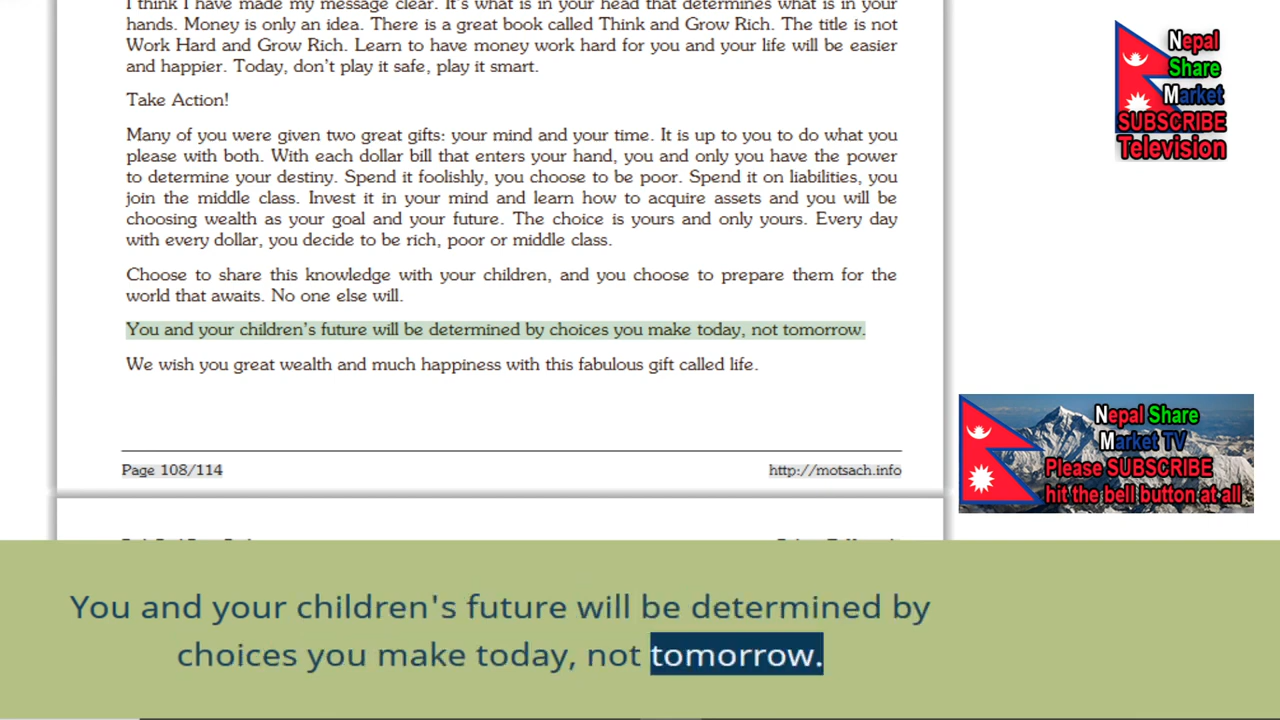 I think I have made my message clear. It's what is in your head that determines what is in your
hands. Money is only an idea. There is a great book called Think and Grow Rich. The title is not
Work Hard and Grow Rich. Learn to have money work hard for you and your life will be easier
and happier. Today, don't play it safe, play it smart.
Take Action!
Many of you were given two great gifts: your mind and your time. It is up to you to do what you
please with both. With each dollar bill that enters your hand, you and only you have the power
to determine your destiny. Spend it foolishly, you choose to be poor. Spend it on liabilities, you
join the middle class. Invest it in your mind and learn how to acquire assets and you will be
choosing wealth as your goal and your future. The choice is yours and only yours. Every day
with every dollar, you decide to be rich, poor or middle class.
Choose to share this knowledge with your children, and you choose to prepare them for the
world that awaits. No one else will.
You and your children's future will be determined by choices you make today, not tomorrow.
We wish you great wealth and much happiness with this fabulous gift called life.
Page 108/114
http://motsach.info
Nepal
Share
Market
SUBSCRIBE
Television
Nepal Share
Market TV
Please SUBSCRIBE
hit the bell button at all
You and your children's future will be determined by
choices you make today, not tomorrow.